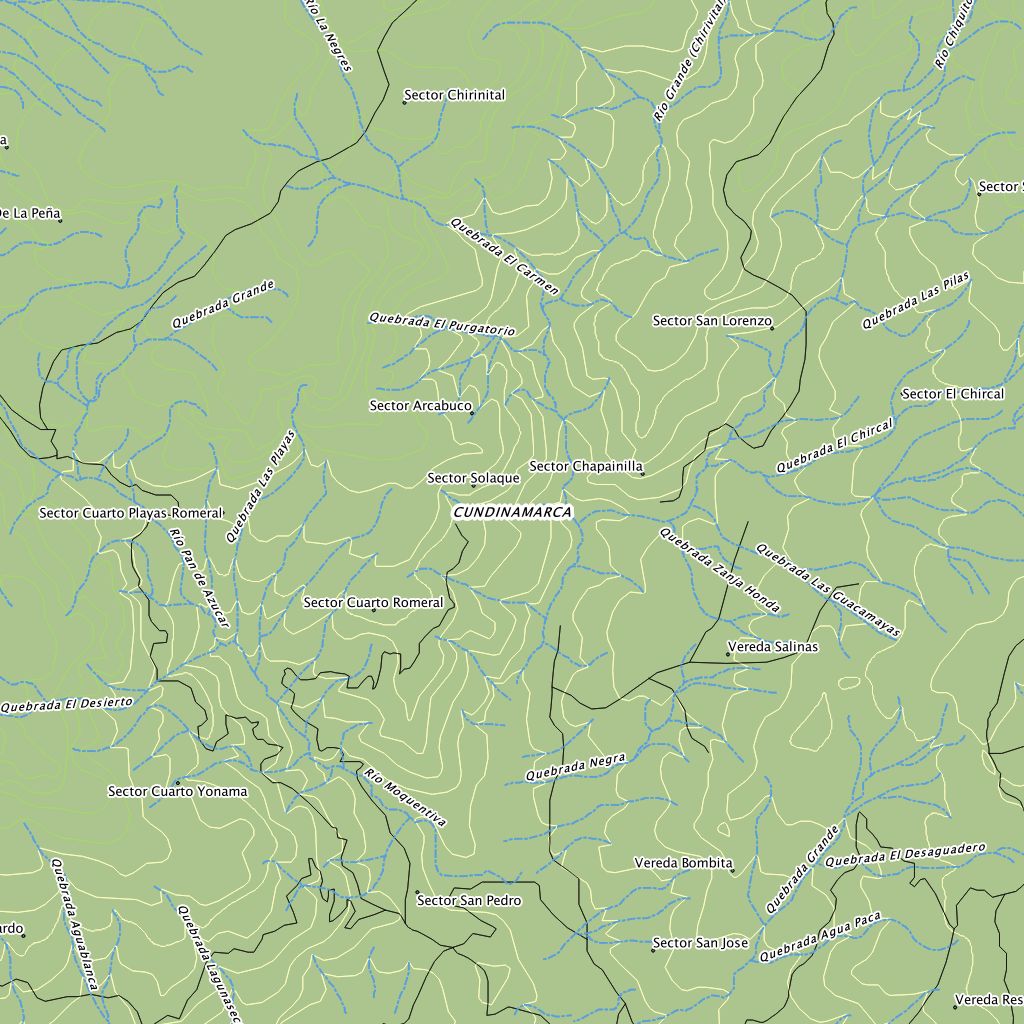 Río La Negres
Río Grande (Chirivital
Río Chiquito
Sector Chirinital
a
De La Peña
Sector S
Quebrada El Carmen
Quebrada Grande
Quebrada El Purgatorio
Sector San Lorenzo
Quebrada Las Pilas
Sector El Chircal
Sector Arcabuco
Quebrada El Chircal
Quebrada Las Playas
Sector Chapainilla
Sector Solaque
Sector Cuarto Playas-Romeral
CUNDINAMARCA
Río Pan de Azucar
Quebrada Zanja Honda
Quebrada Las Guacamayas
Sector Cuarto Romeral
Vereda Salinas
Quebrada El Desierto
Quebrada Negra
Sector Cuarto Yonama
Río Moquentiva
Vereda Bombita
Quebrada Grande
Quebrada El Desaguadero
Quebrada Aguablanca
Quebrada Lagunasec
Sector San Pedro
ardo
Sector San Jose
Quebrada Agua Paca
Vereda Res